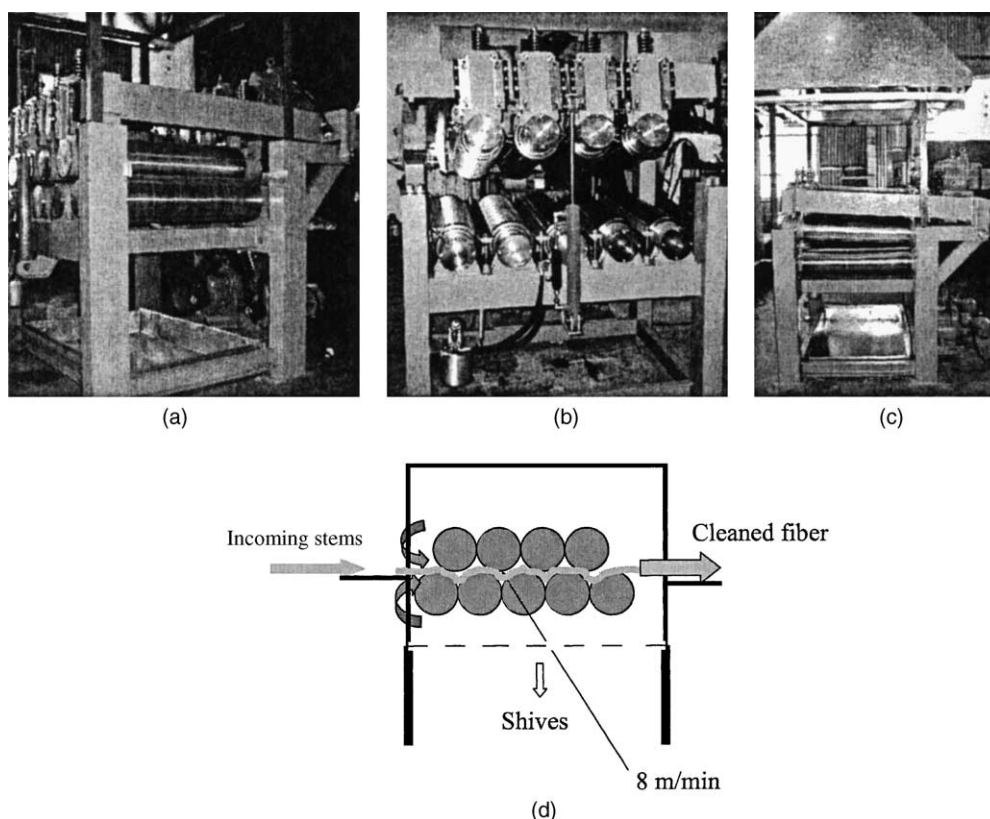 (a)
(b)
(c)
Incoming stems
Cleaned fiber
Shives
8 m/min
(d)